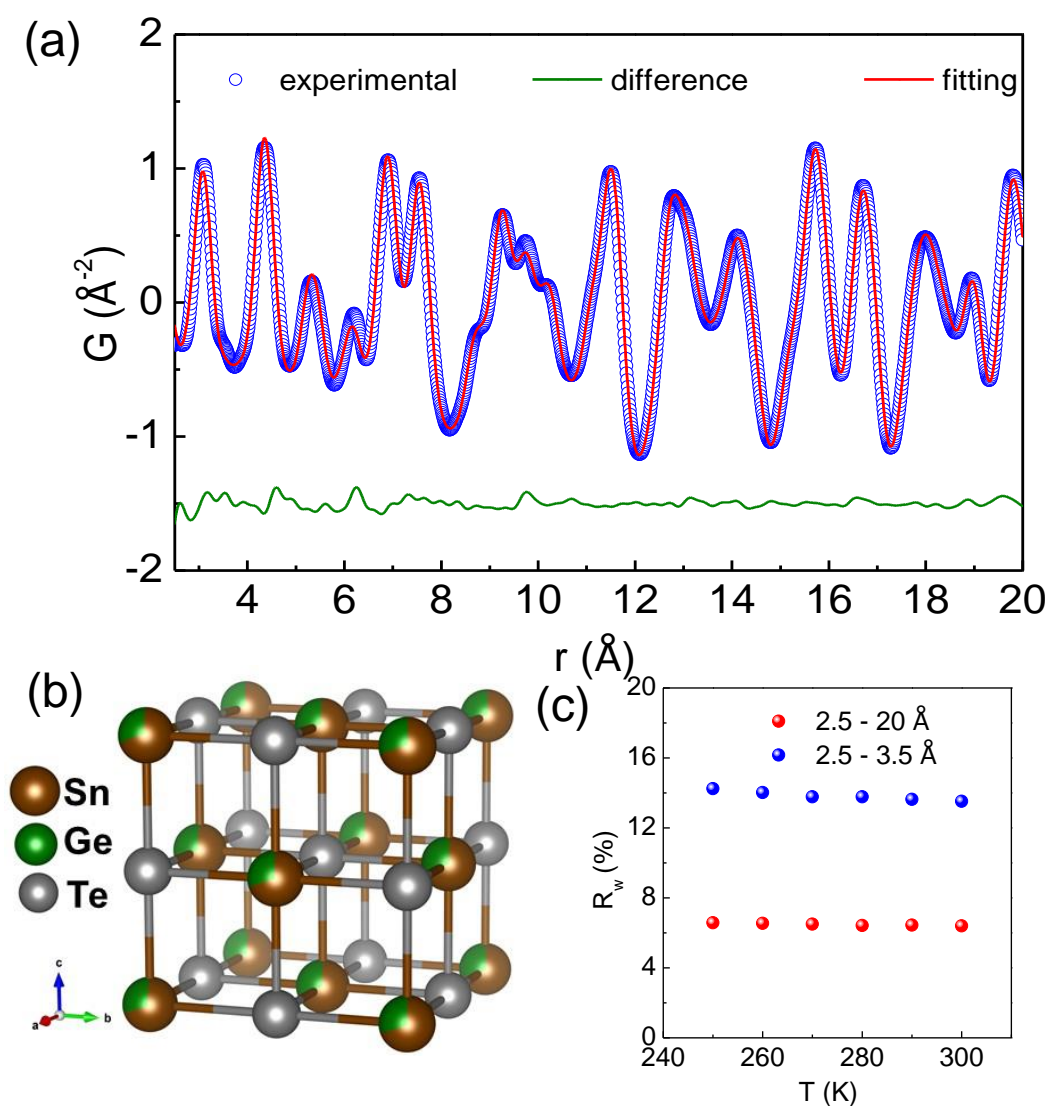 (a)
experimental
difference
fitting
G (Å⁻²)
2
1
0
-1
-2
4 6 8 10 12 14 16 18 20
r (Å)
(b)
Sn
Ge
Te
c
a
b
(c)
2.5 - 20 Å
2.5 - 3.5 Å
R_w (%)
20
16
12
8
4
0
240 260 280 300
T (K)